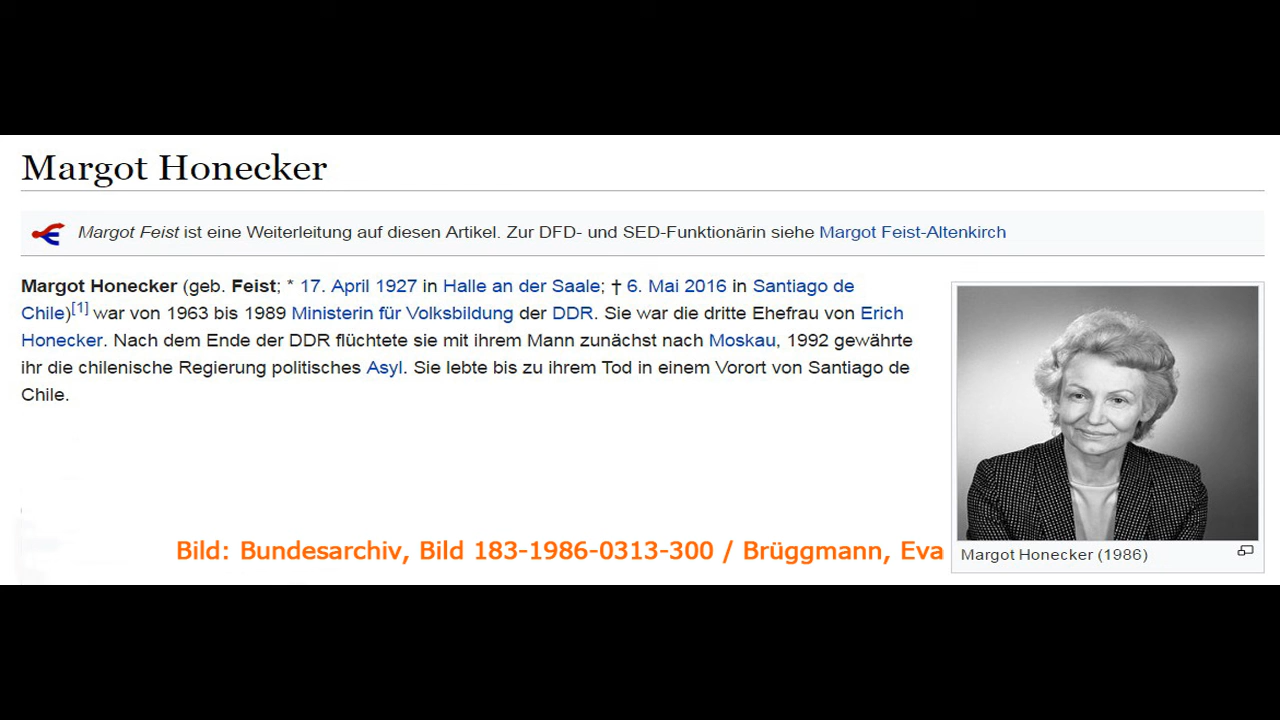 Margot Honecker
Margot Feist ist eine Weiterleitung auf diesen Artikel. Zur DFD- und SED-Funktionärin siehe Margot Feist-Altenkirch
Margot Honecker (geb. Feist; * 17. April 1927 in Halle an der Saale; † 6. Mai 2016 in Santiago de
Chile)[1] war von 1963 bis 1989 Ministerin für Volksbildung der DDR. Sie war die dritte Ehefrau von Erich
Honecker. Nach dem Ende der DDR flüchtete sie mit ihrem Mann zunächst nach Moskau, 1992 gewährte
ihr die chilenische Regierung politisches Asyl. Sie lebte bis zu ihrem Tod in einem Vorort von Santiago de
Chile.
Bild: Bundesarchiv, Bild 183-1986-0313-300 / Brüggmann, Eva
Margot Honecker (1986)